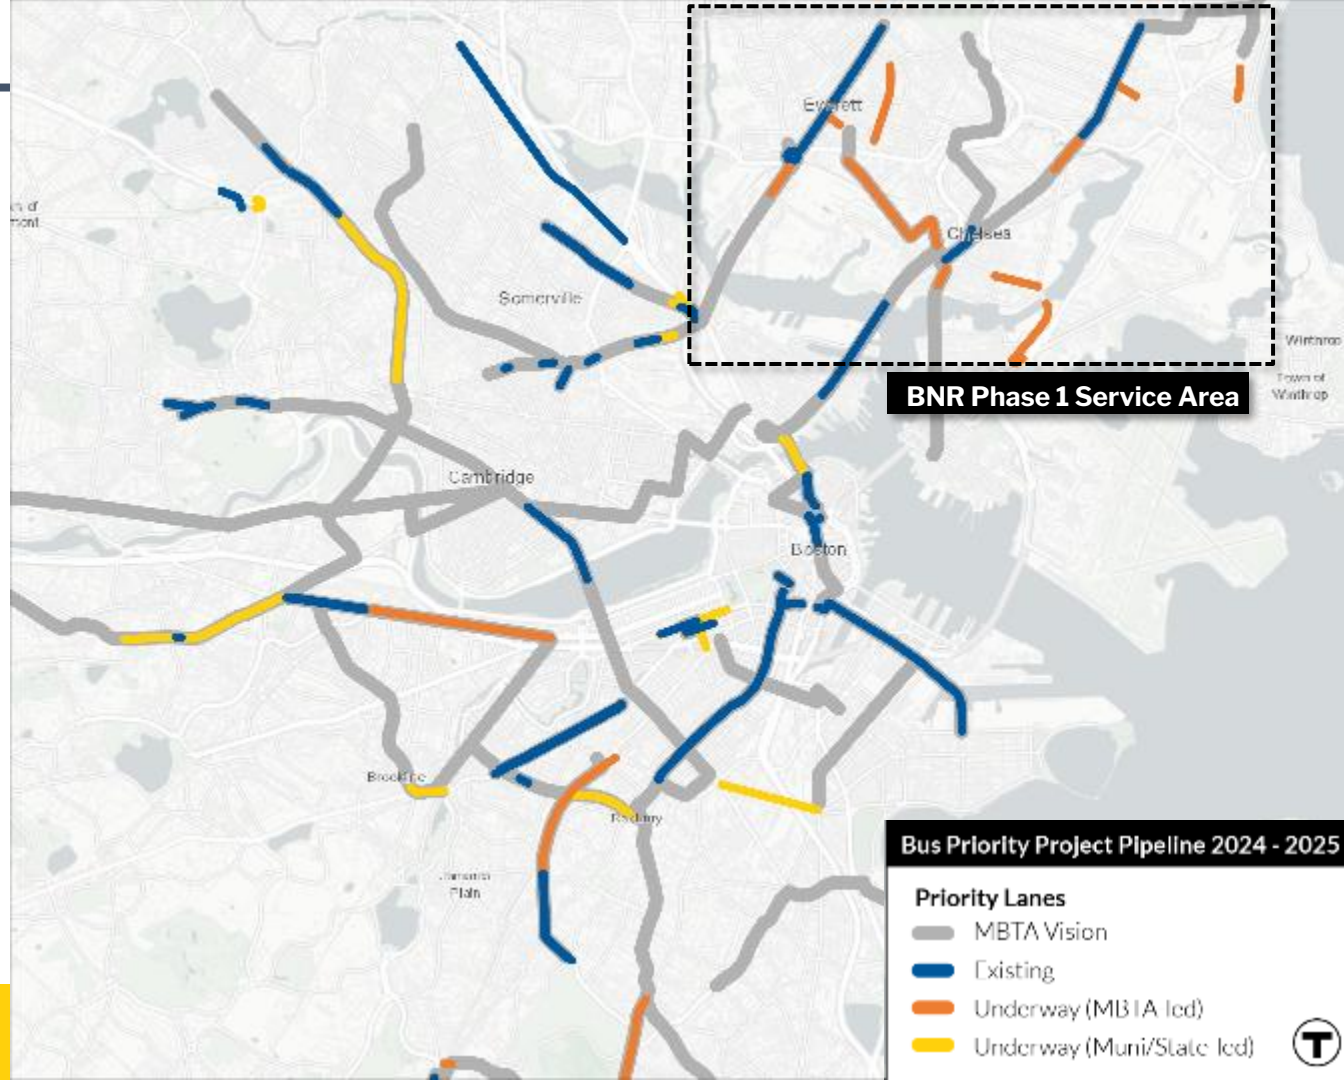 Everett
Chelsea
Somerville
Winthrop
Town of
Winthrop
BNR Phase 1 Service Area
Cambridge
Boston
Brookline
Roxbury
Jamaica
Plain
Bus Priority Project Pipeline 2024 - 2025
Priority Lanes
MBTA Vision
Existing
Underway (MBTA led)
Underway (Muni/State led)
T